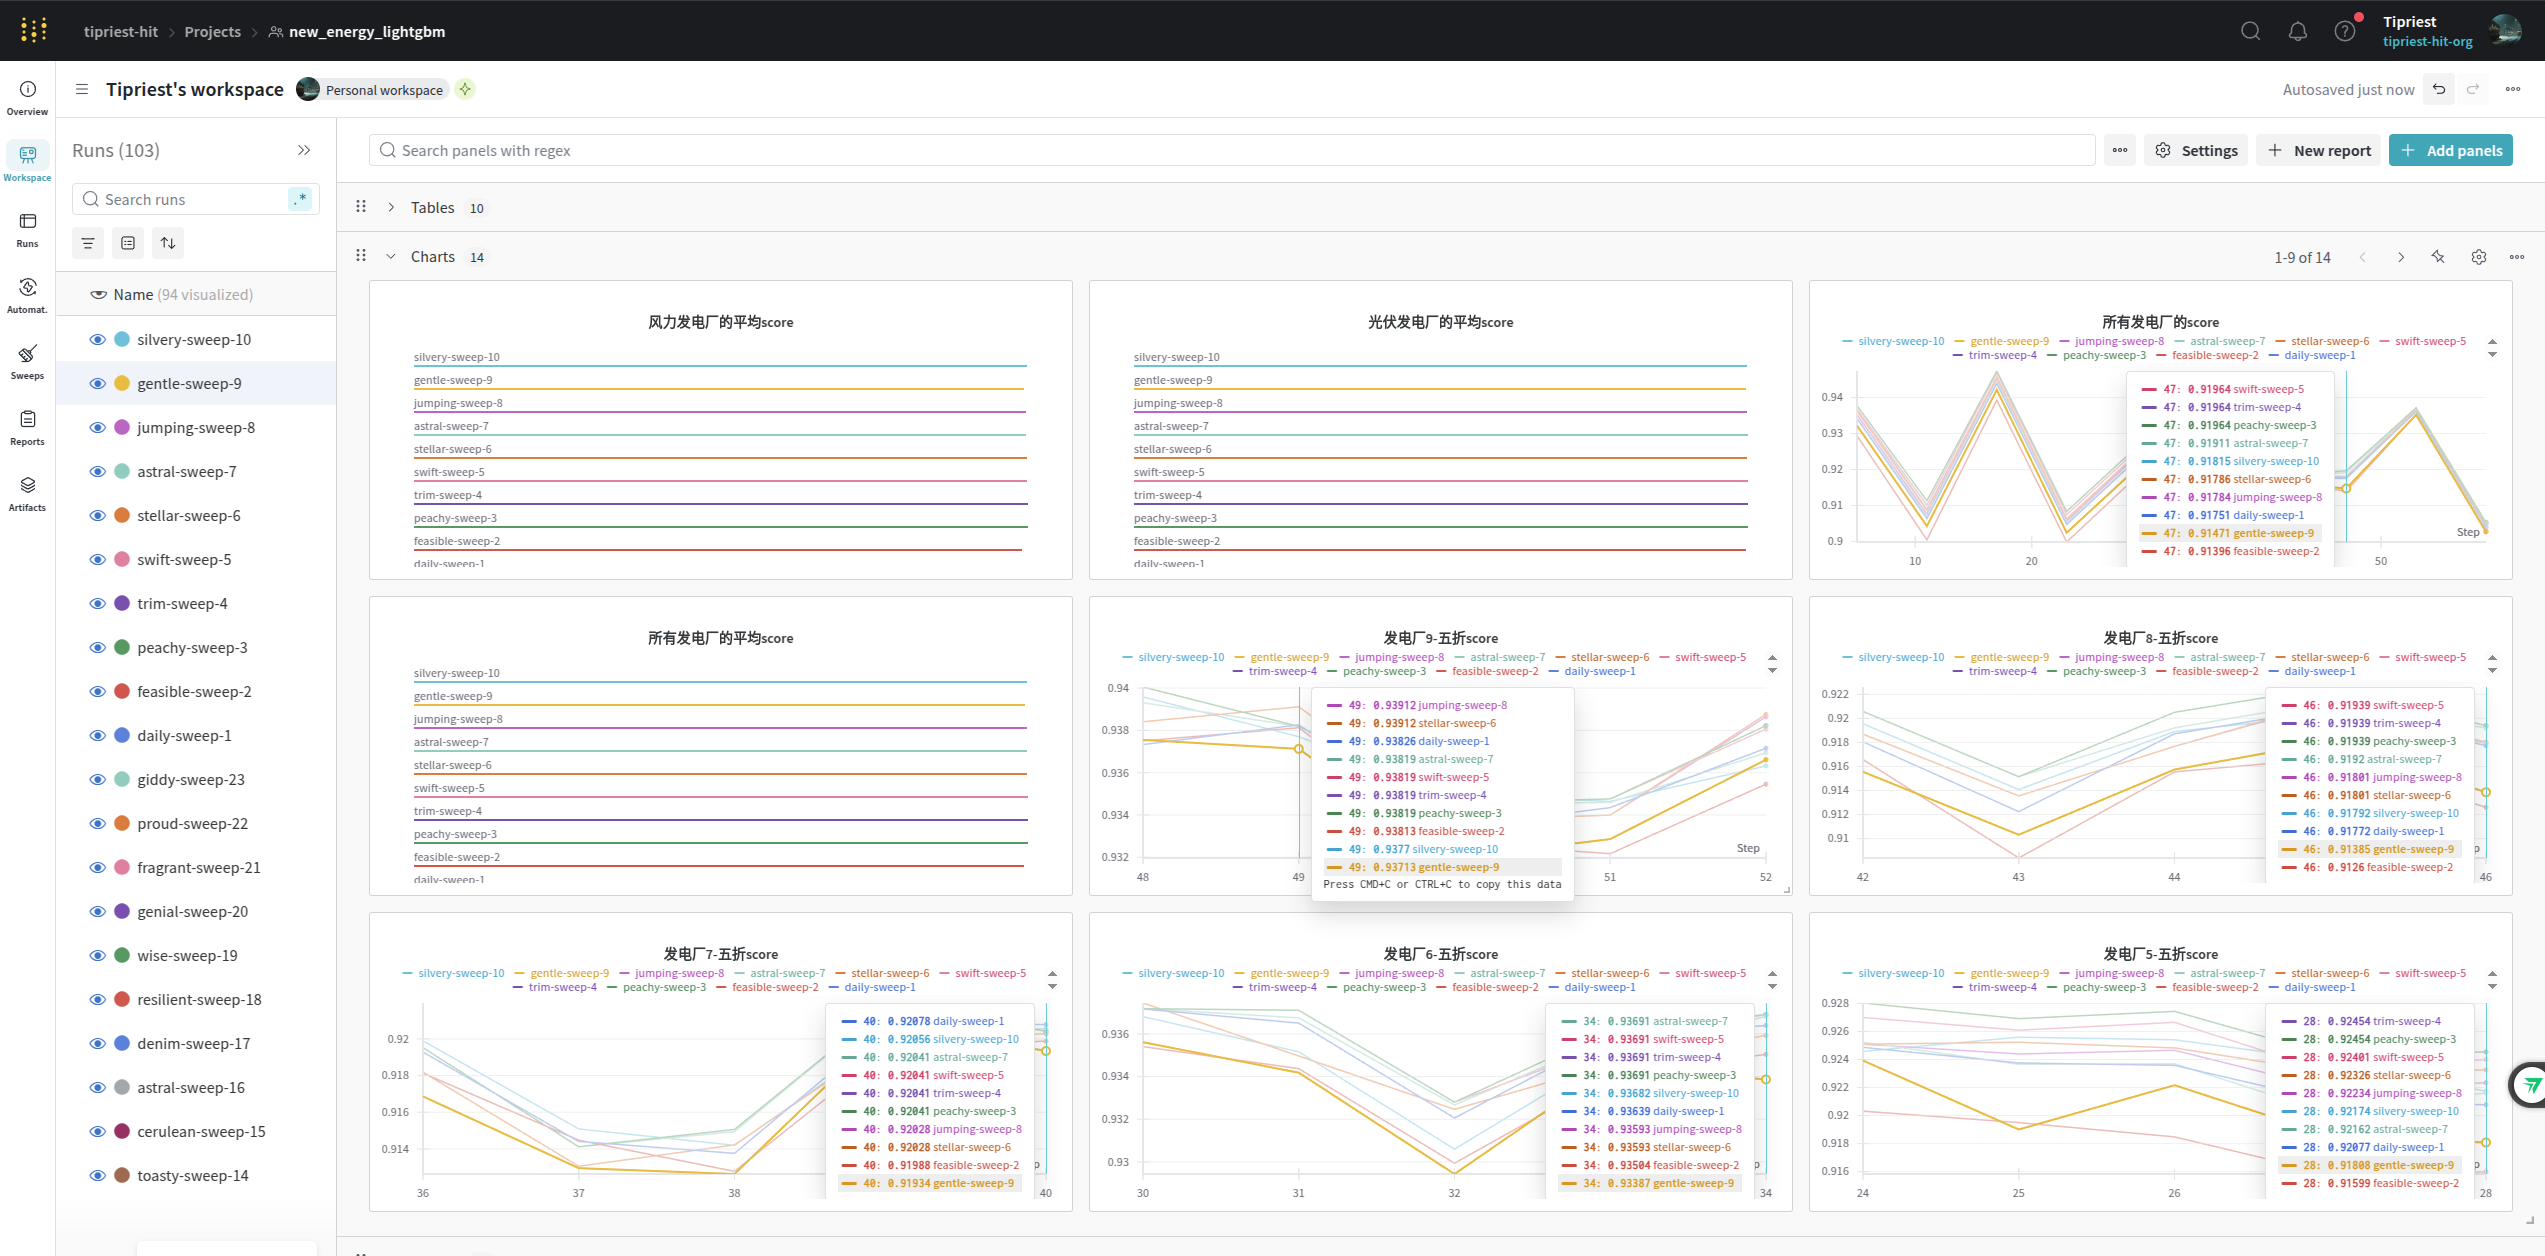 tipriest-hit > Projects > new_energy_lightgbm
Tipriest
tipriest-hit-org
Overview
Workspace
Runs
Automat.
Sweeps
Reports
Artifacts
Tipriest's workspace
Personal workspace
Autosaved just now
Runs (103)
Search runs
.*
Name (94 visualized)
silvery-sweep-10
gentle-sweep-9
jumping-sweep-8
astral-sweep-7
stellar-sweep-6
swift-sweep-5
trim-sweep-4
peachy-sweep-3
feasible-sweep-2
daily-sweep-1
giddy-sweep-23
proud-sweep-22
fragrant-sweep-21
genial-sweep-20
wise-sweep-19
resilient-sweep-18
denim-sweep-17
astral-sweep-16
cerulean-sweep-15
toasty-sweep-14
Search panels with regex
Settings
New report
Add panels
Tables 10
Charts 14
1-9 of 14
风力发电厂的平均score
silvery-sweep-10
gentle-sweep-9
jumping-sweep-8
astral-sweep-7
stellar-sweep-6
swift-sweep-5
trim-sweep-4
peachy-sweep-3
feasible-sweep-2
daily-sweep-1
光伏发电厂的平均score
silvery-sweep-10
gentle-sweep-9
jumping-sweep-8
astral-sweep-7
stellar-sweep-6
swift-sweep-5
trim-sweep-4
peachy-sweep-3
feasible-sweep-2
daily-sweep-1
所有发电厂的score
silvery-sweep-10 gentle-sweep-9 jumping-sweep-8 astral-sweep-7 stellar-sweep-6 swift-sweep-5
trim-sweep-4 peachy-sweep-3 feasible-sweep-2 daily-sweep-1
0.94
0.93
0.92
0.91
0.9
47: 0.91964 swift-sweep-5
47: 0.91964 trim-sweep-4
47: 0.91964 peachy-sweep-3
47: 0.91911 astral-sweep-7
47: 0.91815 silvery-sweep-10
47: 0.91786 stellar-sweep-6
47: 0.91784 jumping-sweep-8
47: 0.91751 daily-sweep-1
47: 0.91471 gentle-sweep-9
47: 0.91396 feasible-sweep-2
Step
10 20 50
所有发电厂的平均score
silvery-sweep-10
gentle-sweep-9
jumping-sweep-8
astral-sweep-7
stellar-sweep-6
swift-sweep-5
trim-sweep-4
peachy-sweep-3
feasible-sweep-2
daily-sweep-1
发电厂9-五折score
silvery-sweep-10 gentle-sweep-9 jumping-sweep-8 astral-sweep-7 stellar-sweep-6 swift-sweep-5
trim-sweep-4 peachy-sweep-3 feasible-sweep-2 daily-sweep-1
0.94
0.938
0.936
0.934
0.932
49: 0.93912 jumping-sweep-8
49: 0.93912 stellar-sweep-6
49: 0.93826 daily-sweep-1
49: 0.93819 astral-sweep-7
49: 0.93819 swift-sweep-5
49: 0.93819 trim-sweep-4
49: 0.93819 peachy-sweep-3
49: 0.93813 feasible-sweep-2
49: 0.9377 silvery-sweep-10
49: 0.93713 gentle-sweep-9
Press CMD+C or CTRL+C to copy this data
Step
48 49 51 52
发电厂8-五折score
silvery-sweep-10 gentle-sweep-9 jumping-sweep-8 astral-sweep-7 stellar-sweep-6 swift-sweep-5
trim-sweep-4 peachy-sweep-3 feasible-sweep-2 daily-sweep-1
0.922
0.92
0.918
0.916
0.914
0.912
0.91
46: 0.91939 swift-sweep-5
46: 0.91939 trim-sweep-4
46: 0.91939 peachy-sweep-3
46: 0.9192 astral-sweep-7
46: 0.91801 jumping-sweep-8
46: 0.91801 stellar-sweep-6
46: 0.91792 silvery-sweep-10
46: 0.91772 daily-sweep-1
46: 0.91385 gentle-sweep-9
46: 0.9126 feasible-sweep-2
p
42 43 44 46
发电厂7-五折score
silvery-sweep-10 gentle-sweep-9 jumping-sweep-8 astral-sweep-7 stellar-sweep-6 swift-sweep-5
trim-sweep-4 peachy-sweep-3 feasible-sweep-2 daily-sweep-1
0.92
0.918
0.916
0.914
40: 0.92078 daily-sweep-1
40: 0.92056 silvery-sweep-10
40: 0.92041 astral-sweep-7
40: 0.92041 swift-sweep-5
40: 0.92041 trim-sweep-4
40: 0.92041 peachy-sweep-3
40: 0.92028 jumping-sweep-8
40: 0.92028 stellar-sweep-6
40: 0.91988 feasible-sweep-2
40: 0.91934 gentle-sweep-9
p
36 37 38 40
发电厂6-五折score
silvery-sweep-10 gentle-sweep-9 jumping-sweep-8 astral-sweep-7 stellar-sweep-6 swift-sweep-5
trim-sweep-4 peachy-sweep-3 feasible-sweep-2 daily-sweep-1
0.936
0.934
0.932
0.93
34: 0.93691 astral-sweep-7
34: 0.93691 swift-sweep-5
34: 0.93691 trim-sweep-4
34: 0.93691 peachy-sweep-3
34: 0.93682 silvery-sweep-10
34: 0.93639 daily-sweep-1
34: 0.93593 jumping-sweep-8
34: 0.93593 stellar-sweep-6
34: 0.93504 feasible-sweep-2
34: 0.93387 gentle-sweep-9
p
30 31 32 34
发电厂5-五折score
silvery-sweep-10 gentle-sweep-9 jumping-sweep-8 astral-sweep-7 stellar-sweep-6 swift-sweep-5
trim-sweep-4 peachy-sweep-3 feasible-sweep-2 daily-sweep-1
0.928
0.926
0.924
0.922
0.92
0.918
0.916
28: 0.92454 trim-sweep-4
28: 0.92454 peachy-sweep-3
28: 0.92401 swift-sweep-5
28: 0.92326 stellar-sweep-6
28: 0.92234 jumping-sweep-8
28: 0.92174 silvery-sweep-10
28: 0.92162 astral-sweep-7
28: 0.92077 daily-sweep-1
28: 0.91808 gentle-sweep-9
28: 0.91599 feasible-sweep-2
p
24 25 26 28